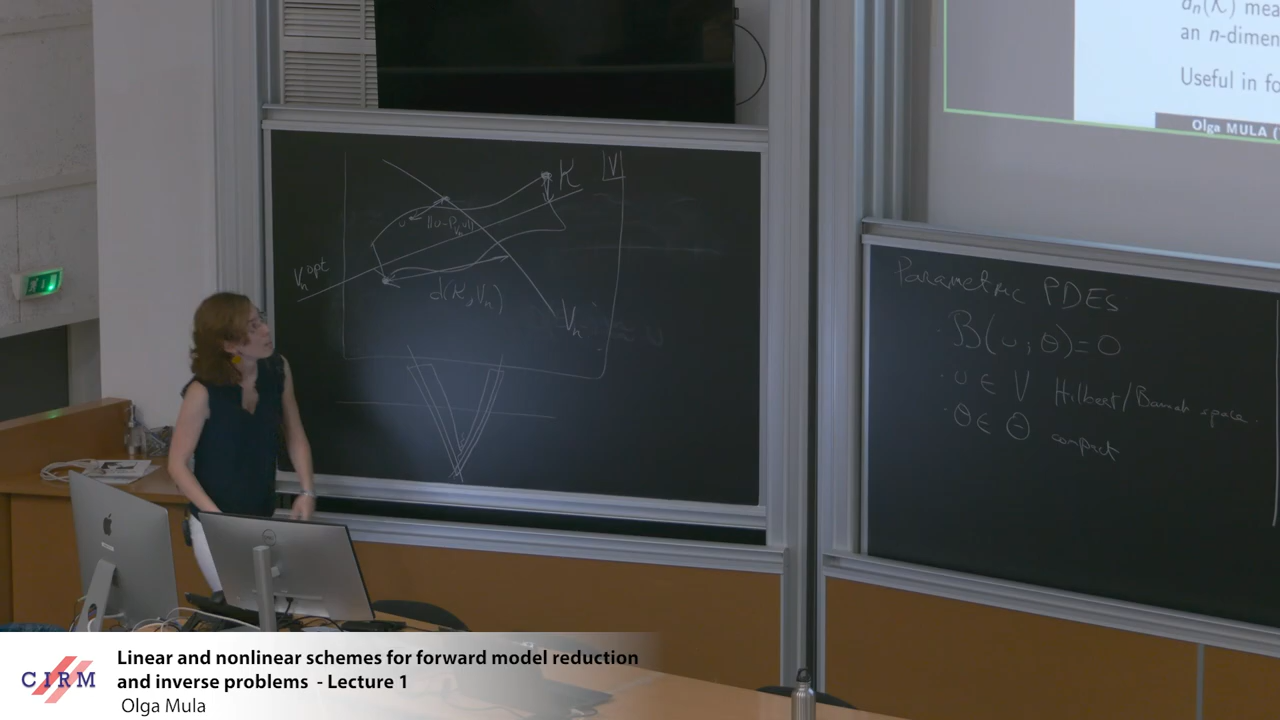 d_n(K) mea
an n-dimen
Useful in fo
Olga MULA (
K
V
u
||u-P_{V_n}u||
V_n^{opt}
d(K, V_n)
V_n
Parametric PDEs
B(u; θ)=0
· u ∈ V Hilbert/Banach space.
· θ ∈ Θ compact
CIRM
Linear and nonlinear schemes for forward model reduction
and inverse problems - Lecture 1
Olga Mula